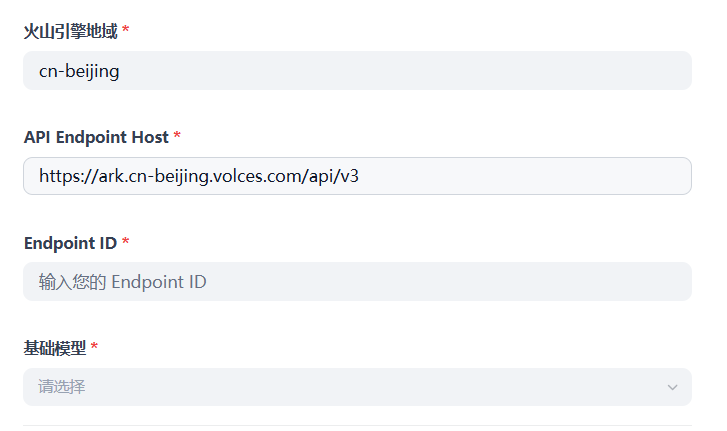 火山引擎地域 *
cn-beijing
API Endpoint Host *
https://ark.cn-beijing.volces.com/api/v3
Endpoint ID *
输入您的 Endpoint ID
基础模型 *
请选择